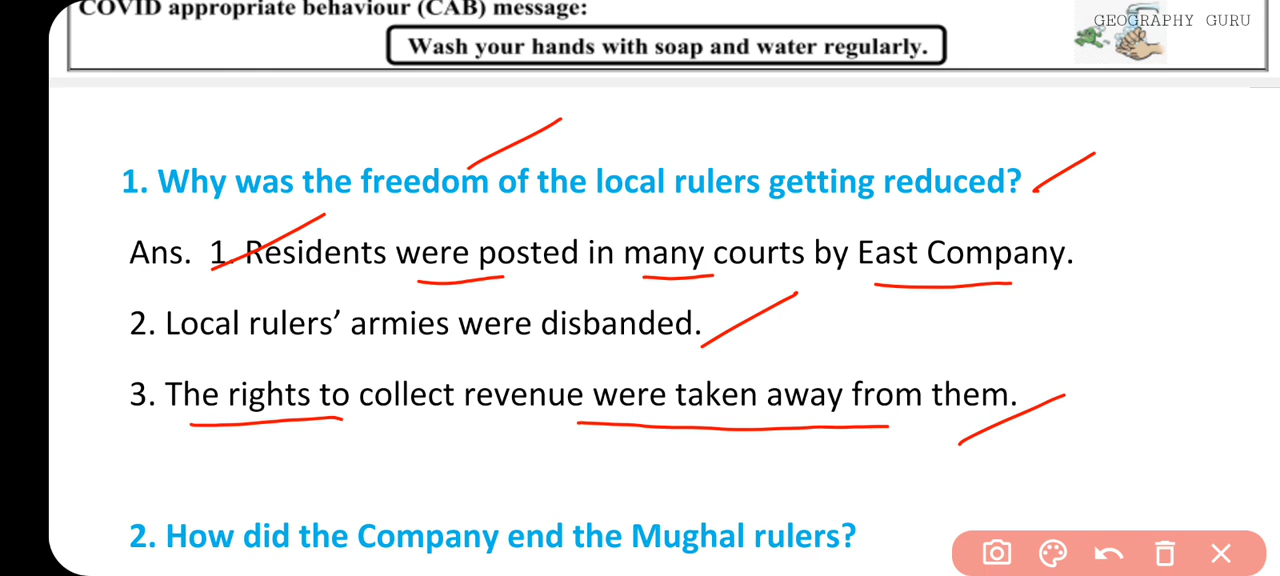 COVID appropriate behaviour (CAB) message:
GEOGRAPHY GURU
Wash your hands with soap and water regularly.
1. Why was the freedom of the local rulers getting reduced?
Ans. 1. Residents were posted in many courts by East Company.
2. Local rulers’ armies were disbanded.
3. The rights to collect revenue were taken away from them.
2. How did the Company end the Mughal rulers?